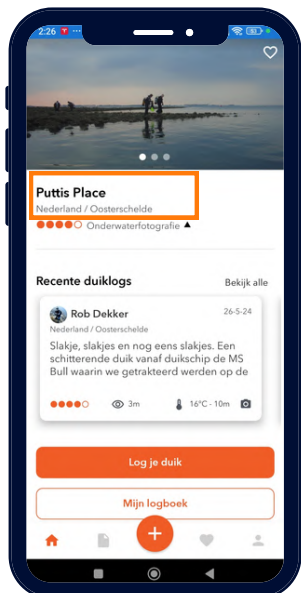 2:26
Puttis Place
Nederland / Oosterschelde
Onderwaterfotografie
Recente duiklogs
Bekijk alle
Rob Dekker
26-5-24
Nederland / Oosterschelde
Slakje, slakjes en nog eens slakjes. Een
schitterende duik vanaf duikschip de MS
Bull waarin we getrakteerd werden op de
3m
16°C - 10m
Log je duik
Mijn logboek